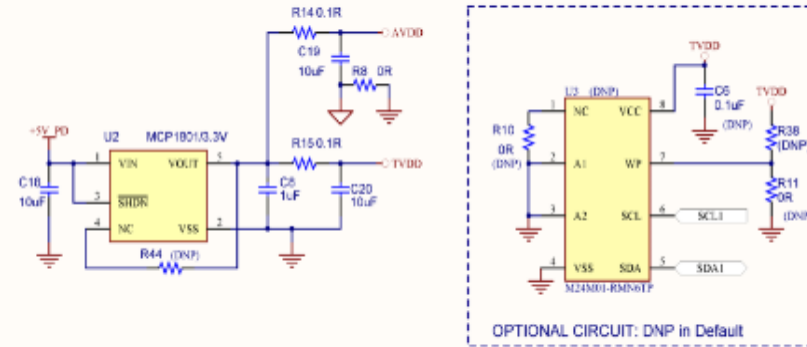 R14 0.1R
AVDD
C19
10uF
R8 0R
+5V_PD
U2 MCP1801/3.3V
1 VIN VOUT 5
R15 0.1R
TVDD
C18
10uF
3 SHDN
C8
1uF
C20
10uF
4 NC VSS 2
R44 (DNP)
TVDD
U3 (DNP)
C6
0.1uF
(DNP)
TVDD
1 NC VCC 8
R10
0R
(DNP)
R38
(DNP
2 A1 WP 7
R11
0R
(DNP
3 A2 SCL 6 SCL1
4 VSS SDA 5 SDA1
M24M01-RMN6TP
OPTIONAL CIRCUIT: DNP in Default